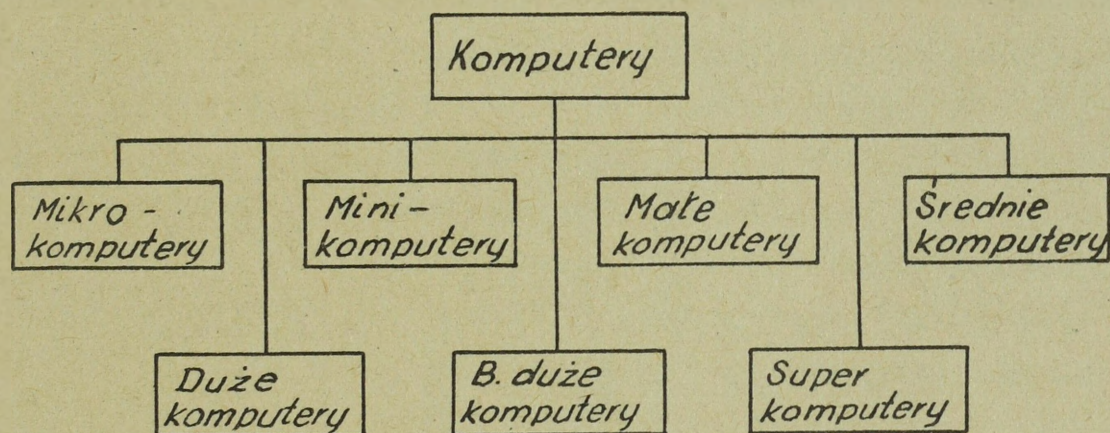 Komputery
Mikro-
komputery
Mini-
komputery
Małe
komputery
Średnie
komputery
Duże
komputery
B. duże
komputery
Super
komputery